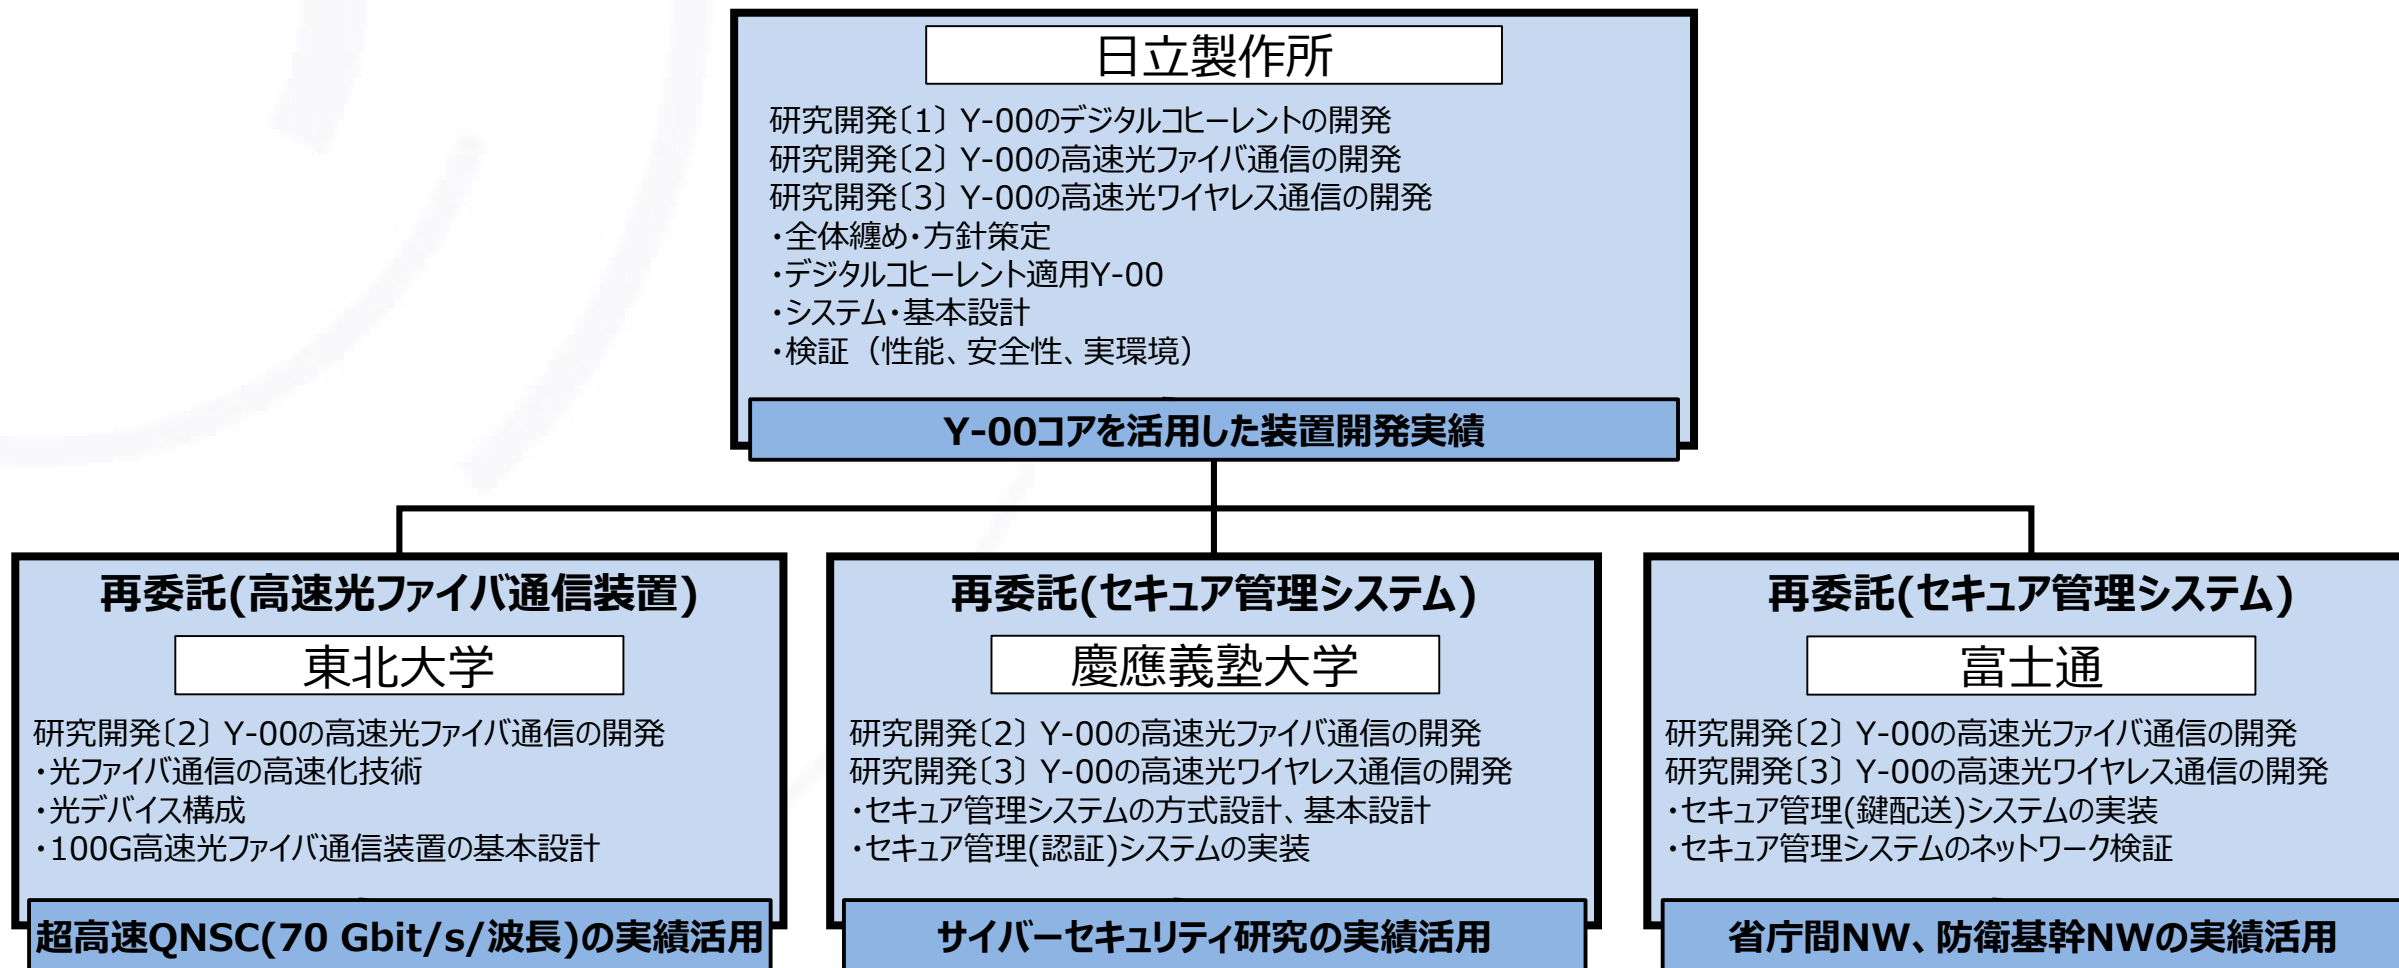 日立製作所
研究開発〔1〕 Y-00のデジタルコヒーレントの開発
研究開発〔2〕 Y-00の高速光ファイバ通信の開発
研究開発〔3〕 Y-00の高速光ワイヤレス通信の開発
・全体纏め・方針策定
・デジタルコヒーレント適用Y-00
・システム・基本設計
・検証（性能、安全性、実環境）
Y-00コアを活用した装置開発実績
再委託(高速光ファイバ通信装置)
東北大学
研究開発〔2〕 Y-00の高速光ファイバ通信の開発
・光ファイバ通信の高速化技術
・光デバイス構成
・100G高速光ファイバ通信装置の基本設計
超高速QNSC(70 Gbit/s/波長)の実績活用
再委託(セキュア管理システム)
慶應義塾大学
研究開発〔2〕 Y-00の高速光ファイバ通信の開発
研究開発〔3〕 Y-00の高速光ワイヤレス通信の開発
・セキュア管理システムの方式設計、基本設計
・セキュア管理(認証)システムの実装
サイバーセキュリティ研究の実績活用
再委託(セキュア管理システム)
富士通
研究開発〔2〕 Y-00の高速光ファイバ通信の開発
研究開発〔3〕 Y-00の高速光ワイヤレス通信の開発
・セキュア管理(鍵配送)システムの実装
・セキュア管理システムのネットワーク検証
省庁間NW、防衛基幹NWの実績活用